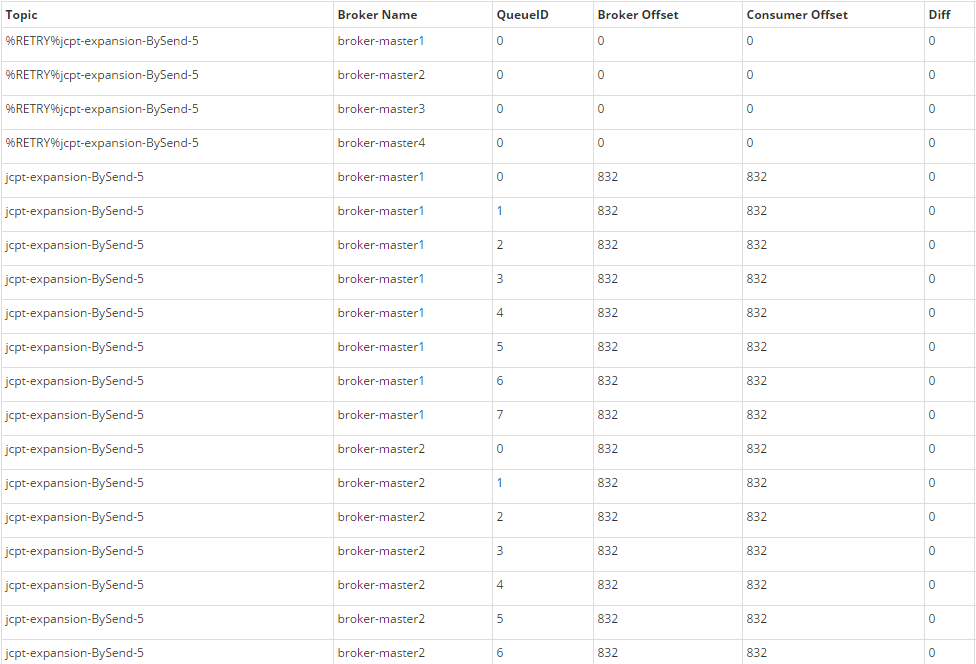 Topic Broker Name QueueID Broker Offset Consumer Offset Diff
%RETRY%jcpt-expansion-BySend-5 broker-master1 0 0 0 0
%RETRY%jcpt-expansion-BySend-5 broker-master2 0 0 0 0
%RETRY%jcpt-expansion-BySend-5 broker-master3 0 0 0 0
%RETRY%jcpt-expansion-BySend-5 broker-master4 0 0 0 0
jcpt-expansion-BySend-5 broker-master1 0 832 832 0
jcpt-expansion-BySend-5 broker-master1 1 832 832 0
jcpt-expansion-BySend-5 broker-master1 2 832 832 0
jcpt-expansion-BySend-5 broker-master1 3 832 832 0
jcpt-expansion-BySend-5 broker-master1 4 832 832 0
jcpt-expansion-BySend-5 broker-master1 5 832 832 0
jcpt-expansion-BySend-5 broker-master1 6 832 832 0
jcpt-expansion-BySend-5 broker-master1 7 832 832 0
jcpt-expansion-BySend-5 broker-master2 0 832 832 0
jcpt-expansion-BySend-5 broker-master2 1 832 832 0
jcpt-expansion-BySend-5 broker-master2 2 832 832 0
jcpt-expansion-BySend-5 broker-master2 3 832 832 0
jcpt-expansion-BySend-5 broker-master2 4 832 832 0
jcpt-expansion-BySend-5 broker-master2 5 832 832 0
jcpt-expansion-BySend-5 broker-master2 6 832 832 0